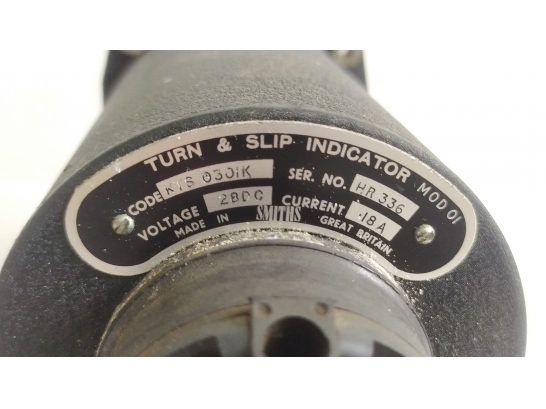 TURN & SLIP INDICATOR MOD 01
CODE KTS 0301K SER. NO. HR 336
VOLTAGE 28DC CURRENT .18A
MADE IN SMITHS GREAT BRITAIN